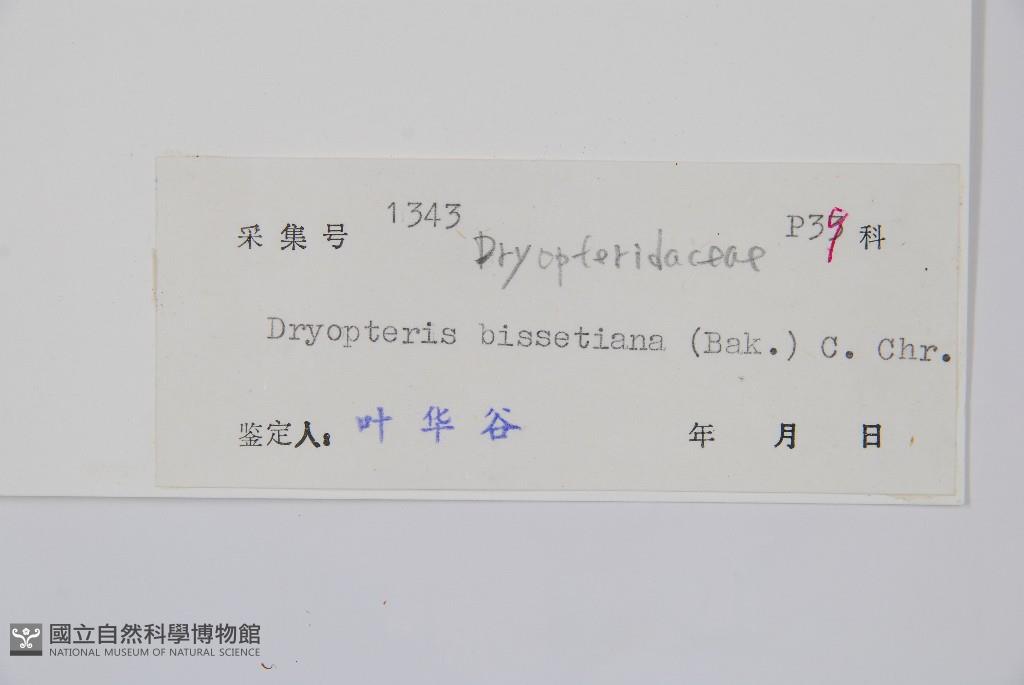 采集号 1343 Dryopteridaceae P39 科
Dryopteris bissetiana (Bak.) C. Chr.
鉴定人: 叶华谷 年 月 日
國立自然科學博物館
NATIONAL MUSEUM OF NATURAL SCIENCE